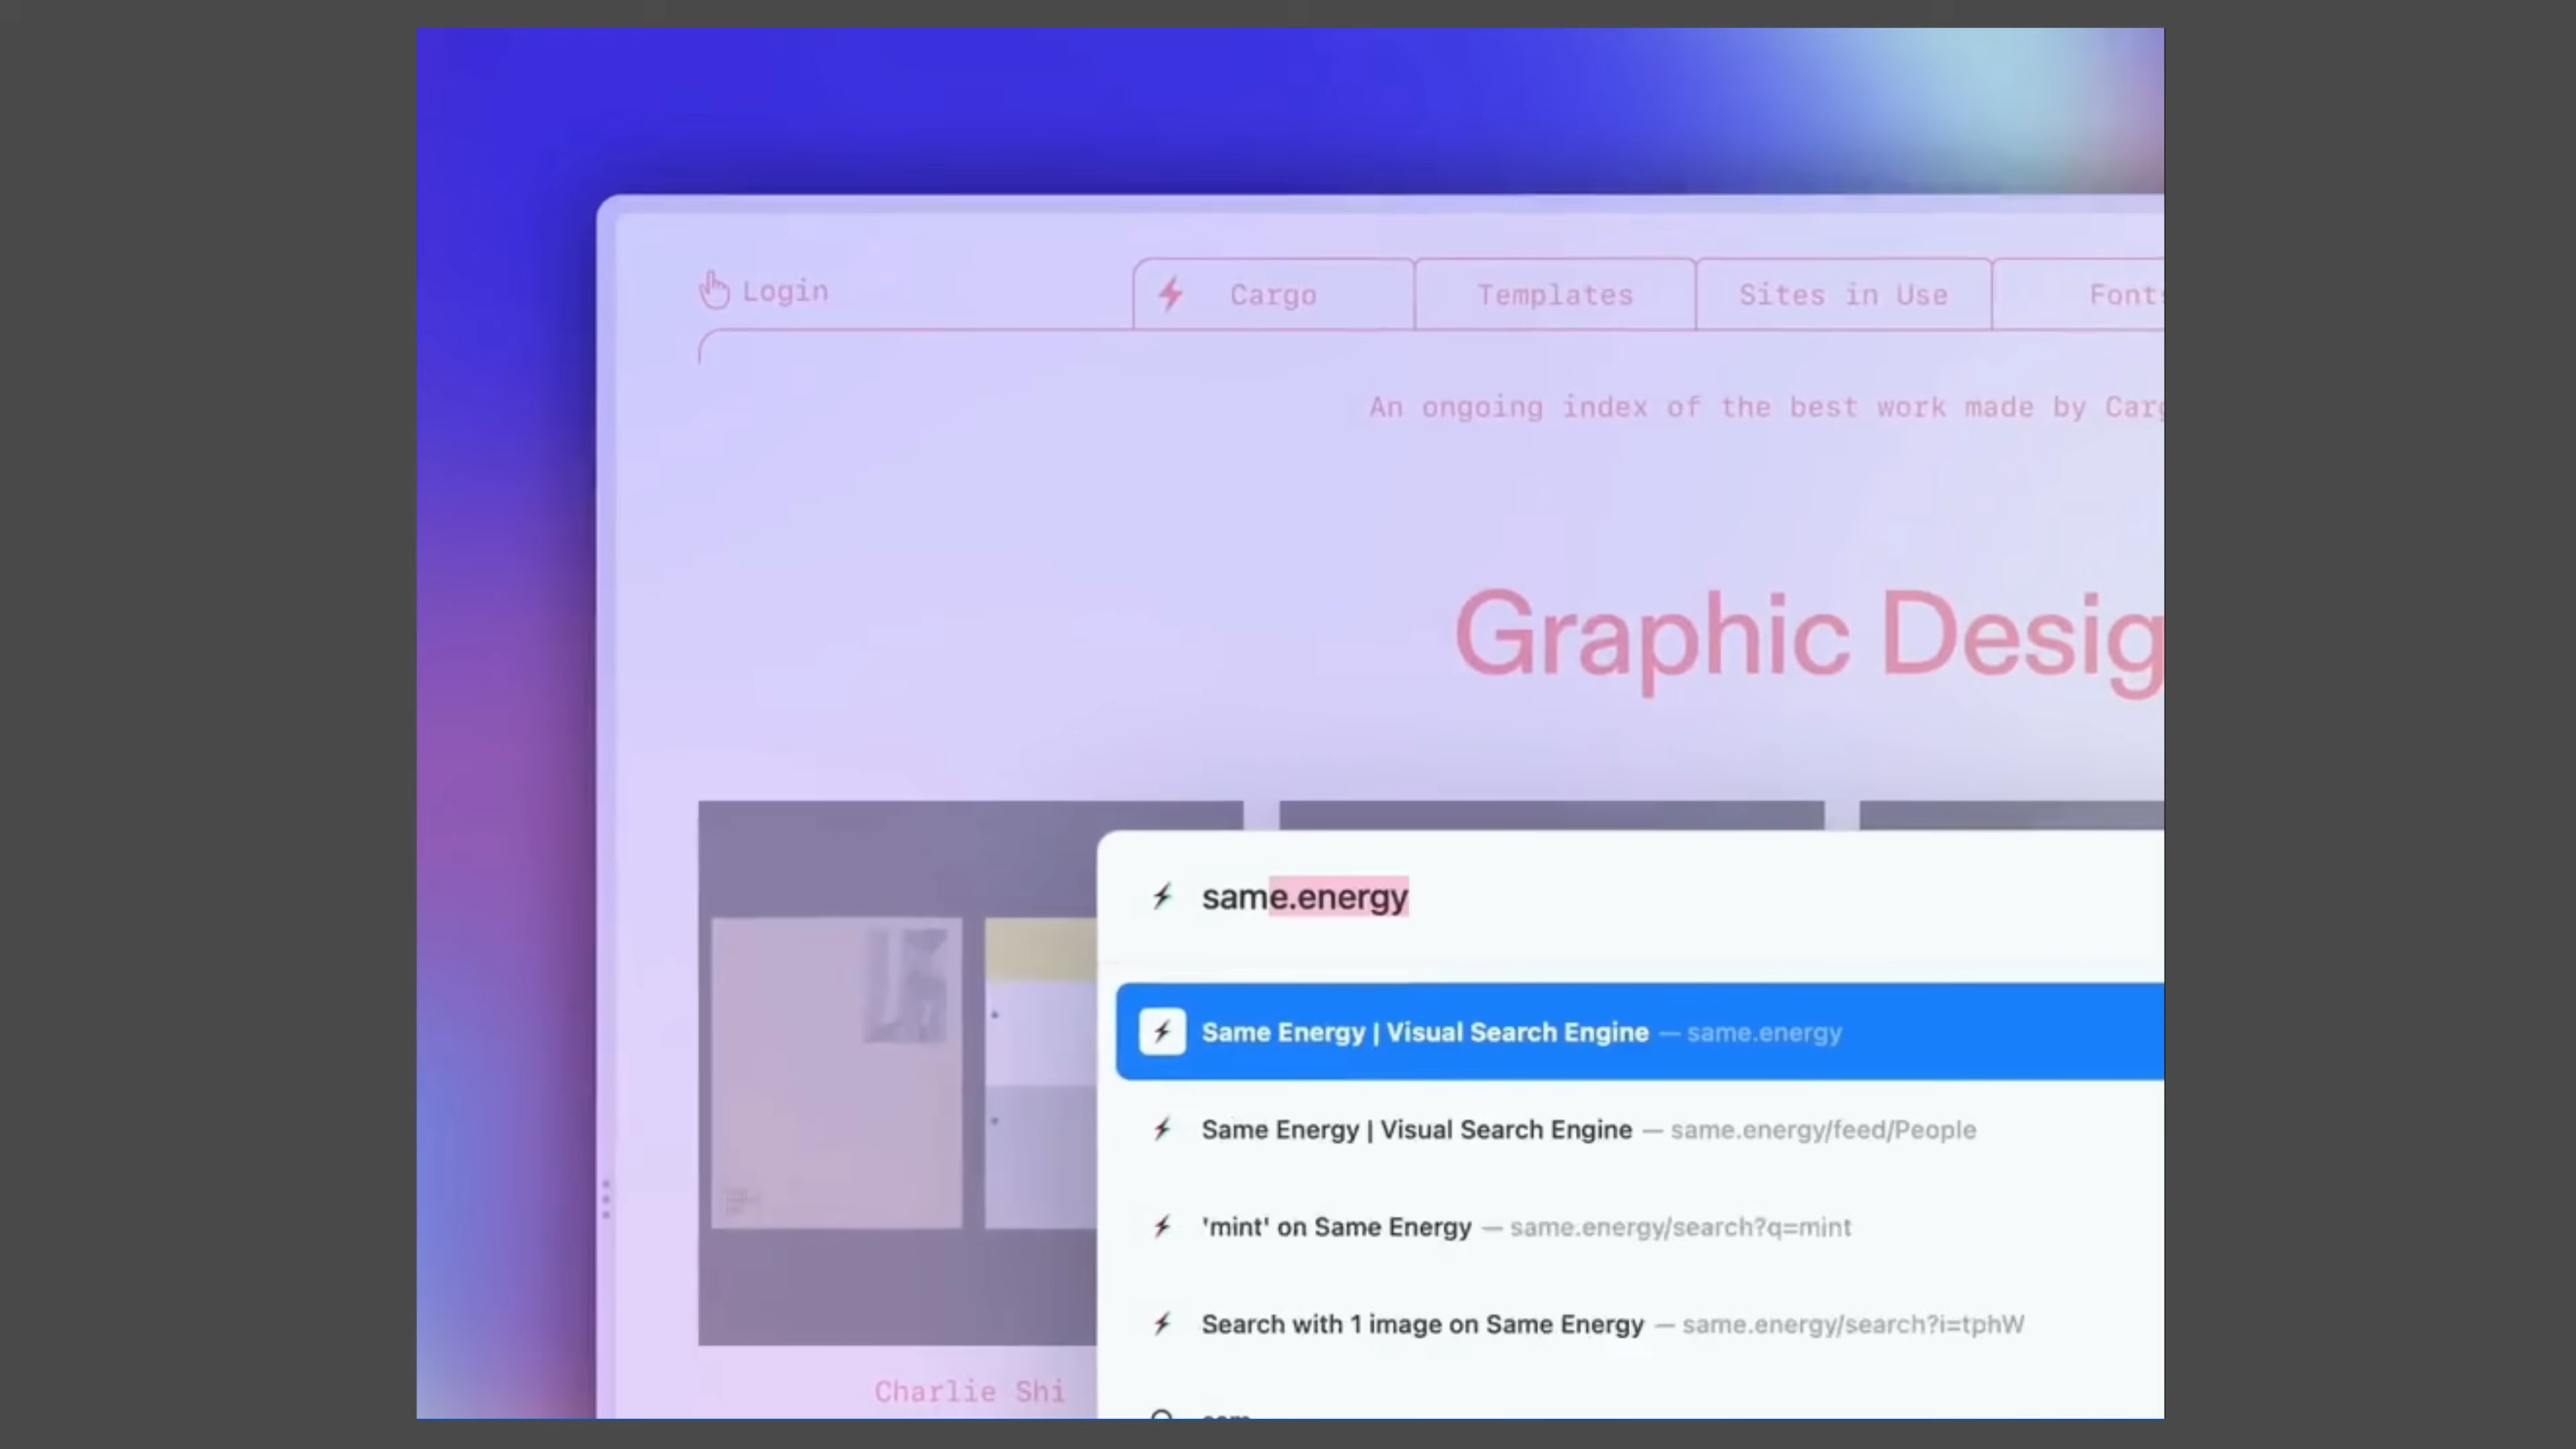 Login
Cargo
Templates
Sites in Use
Fonts
An ongoing index of the best work made by
Graphic Desig
same.energy
Same Energy | Visual Search Engine — same.energy
Same Energy | Visual Search Engine — same.energy/feed/People
'mint' on Same Energy — same.energy/search?q=mint
Search with 1 image on Same Energy — same.energy/search?i=tphW
Charlie Shi